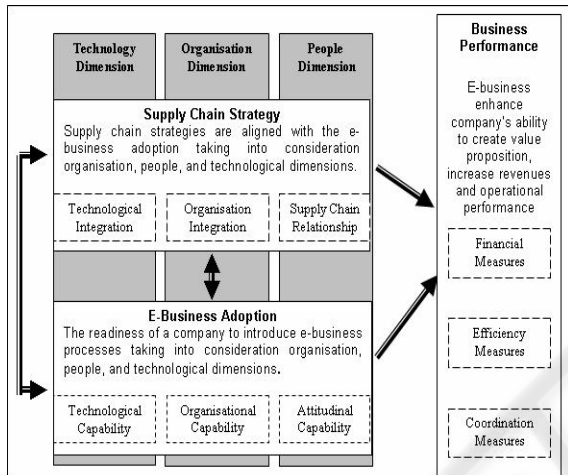 Technology
Dimension
Organisation
Dimension
People
Dimension
Supply Chain Strategy
Supply chain strategies are aligned with the e-
business adoption taking into consideration
organisation, people, and technological dimensions.
Technological
Integration
Organisation
Integration
Supply Chain
Relationship
E-Business Adoption
The readiness of a company to introduce e-business
processes taking into consideration organisation,
people, and technological dimensions.
Technological
Capability
Organisational
Capability
Attitudinal
Capability
Business
Performance
E-business
enhance
company's ability
to create value
proposition,
increase revenues
and operational
performance
Financial
Measures
Efficiency
Measures
Coordination
Measures